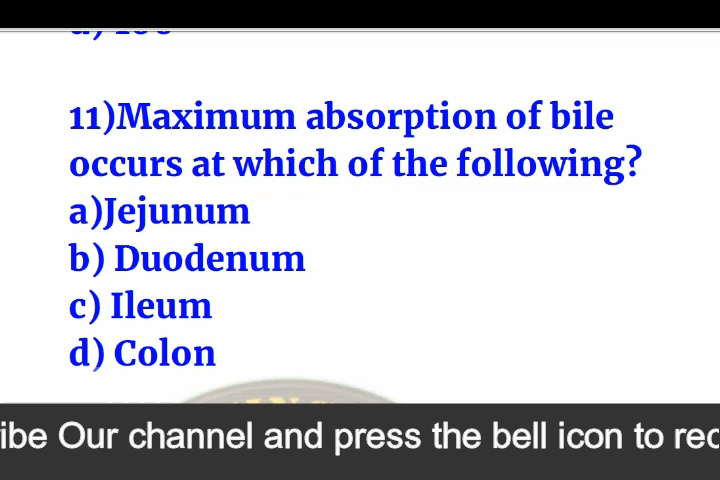 11)Maximum absorption of bile
occurs at which of the following?
a)Jejunum
b) Duodenum
c) Ileum
d) Colon
ibe Our channel and press the bell icon to rec